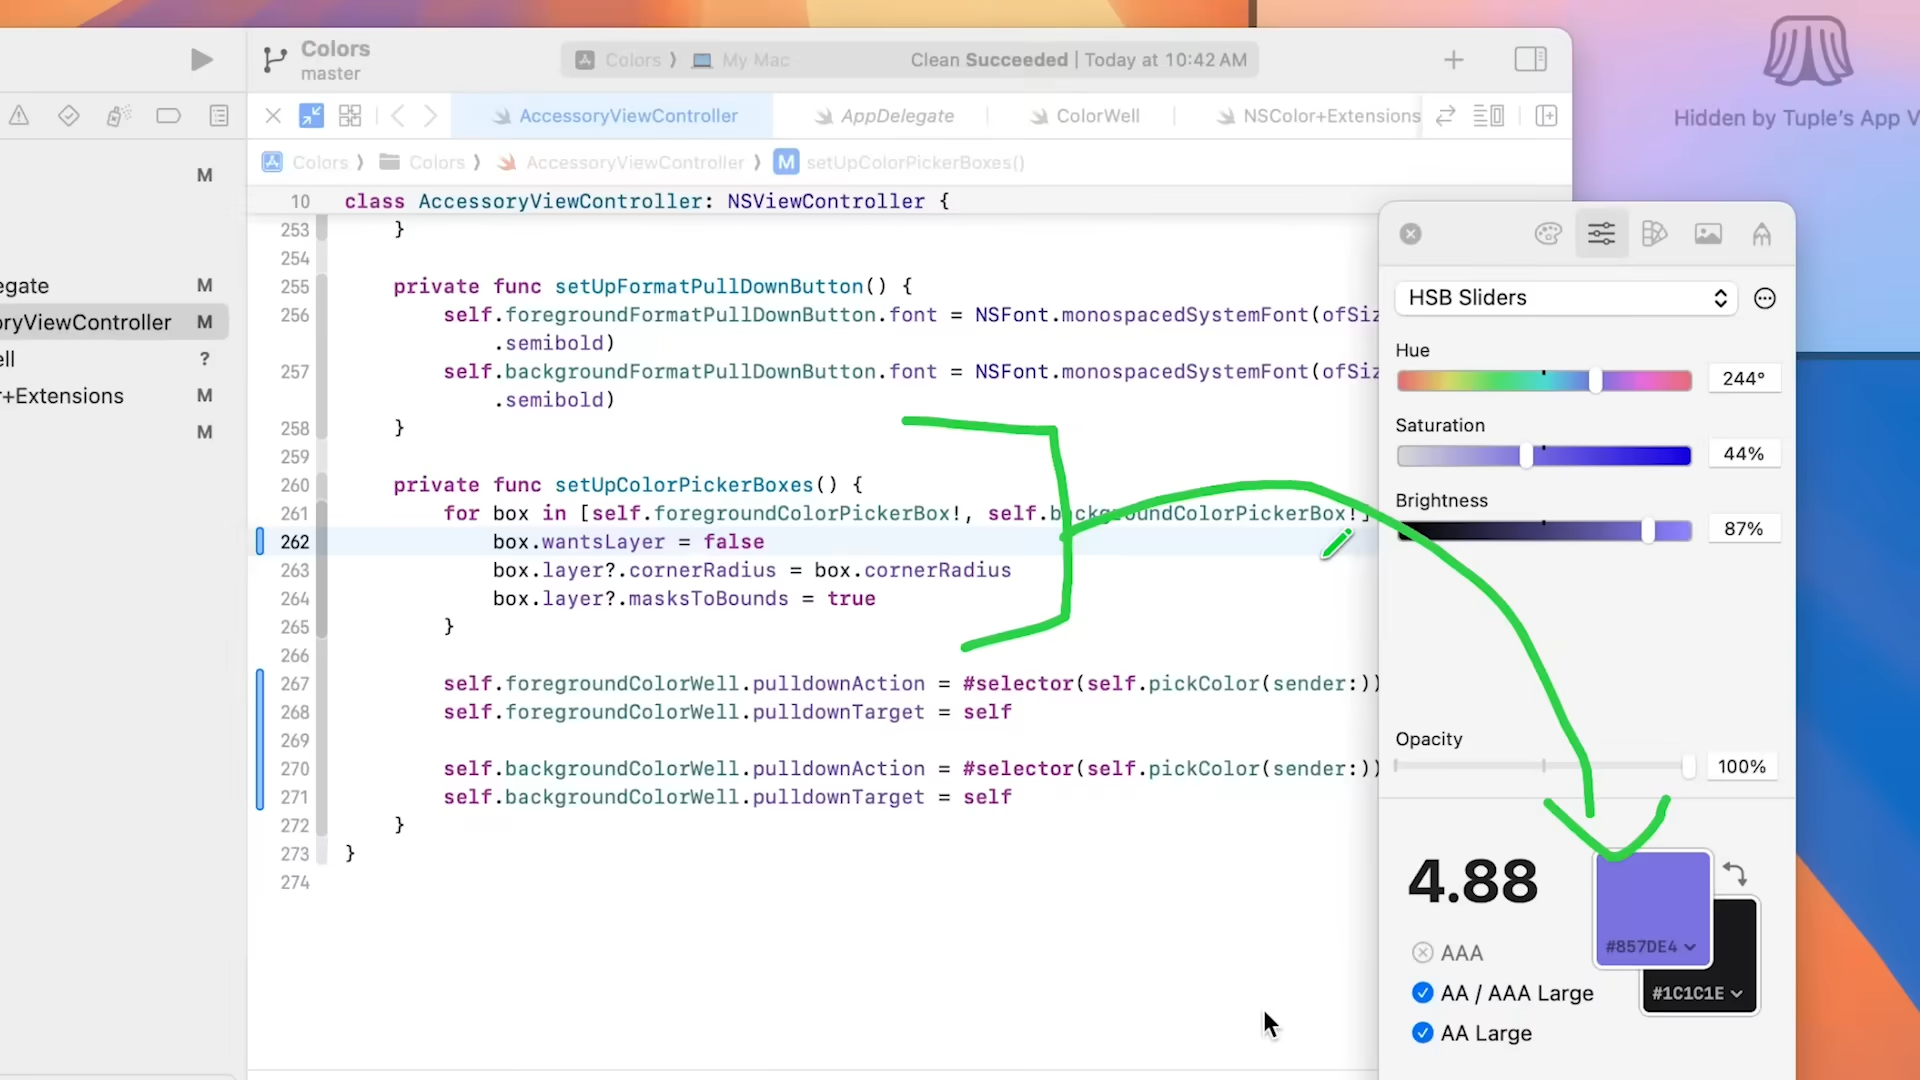 Colors
master
Colors ⟩ My Mac
Clean Succeeded | Today at 10:42 AM
Hidden by Tuple's App V
AccessoryViewController
AppDelegate
ColorWell
NSColor+Extensions
Colors ⟩ Colors ⟩ AccessoryViewController ⟩ M setUpColorPickerBoxes()
M
egate M
oryViewController M
ell ?
r+Extensions M
M
10 class AccessoryViewController: NSViewController {
253 }
254
255 private func setUpFormatPullDownButton() {
256 self.foregroundFormatPullDownButton.font = NSFont.monospacedSystemFont(ofSiz
.semibold)
257 self.backgroundFormatPullDownButton.font = NSFont.monospacedSystemFont(ofSiz
.semibold)
258 }
259
260 private func setUpColorPickerBoxes() {
261 for box in [self.foregroundColorPickerBox!, self.backgroundColorPickerBox!]
262 box.wantsLayer = false
263 box.layer?.cornerRadius = box.cornerRadius
264 box.layer?.masksToBounds = true
265 }
266
267 self.foregroundColorWell.pulldownAction = #selector(self.pickColor(sender:))
268 self.foregroundColorWell.pulldownTarget = self
269
270 self.backgroundColorWell.pulldownAction = #selector(self.pickColor(sender:))
271 self.backgroundColorWell.pulldownTarget = self
272 }
273 }
274
HSB Sliders
Hue
244°
Saturation
44%
Brightness
87%
Opacity
100%
4.88
#857DE4
#1C1C1E
AAA
AA / AAA Large
AA Large